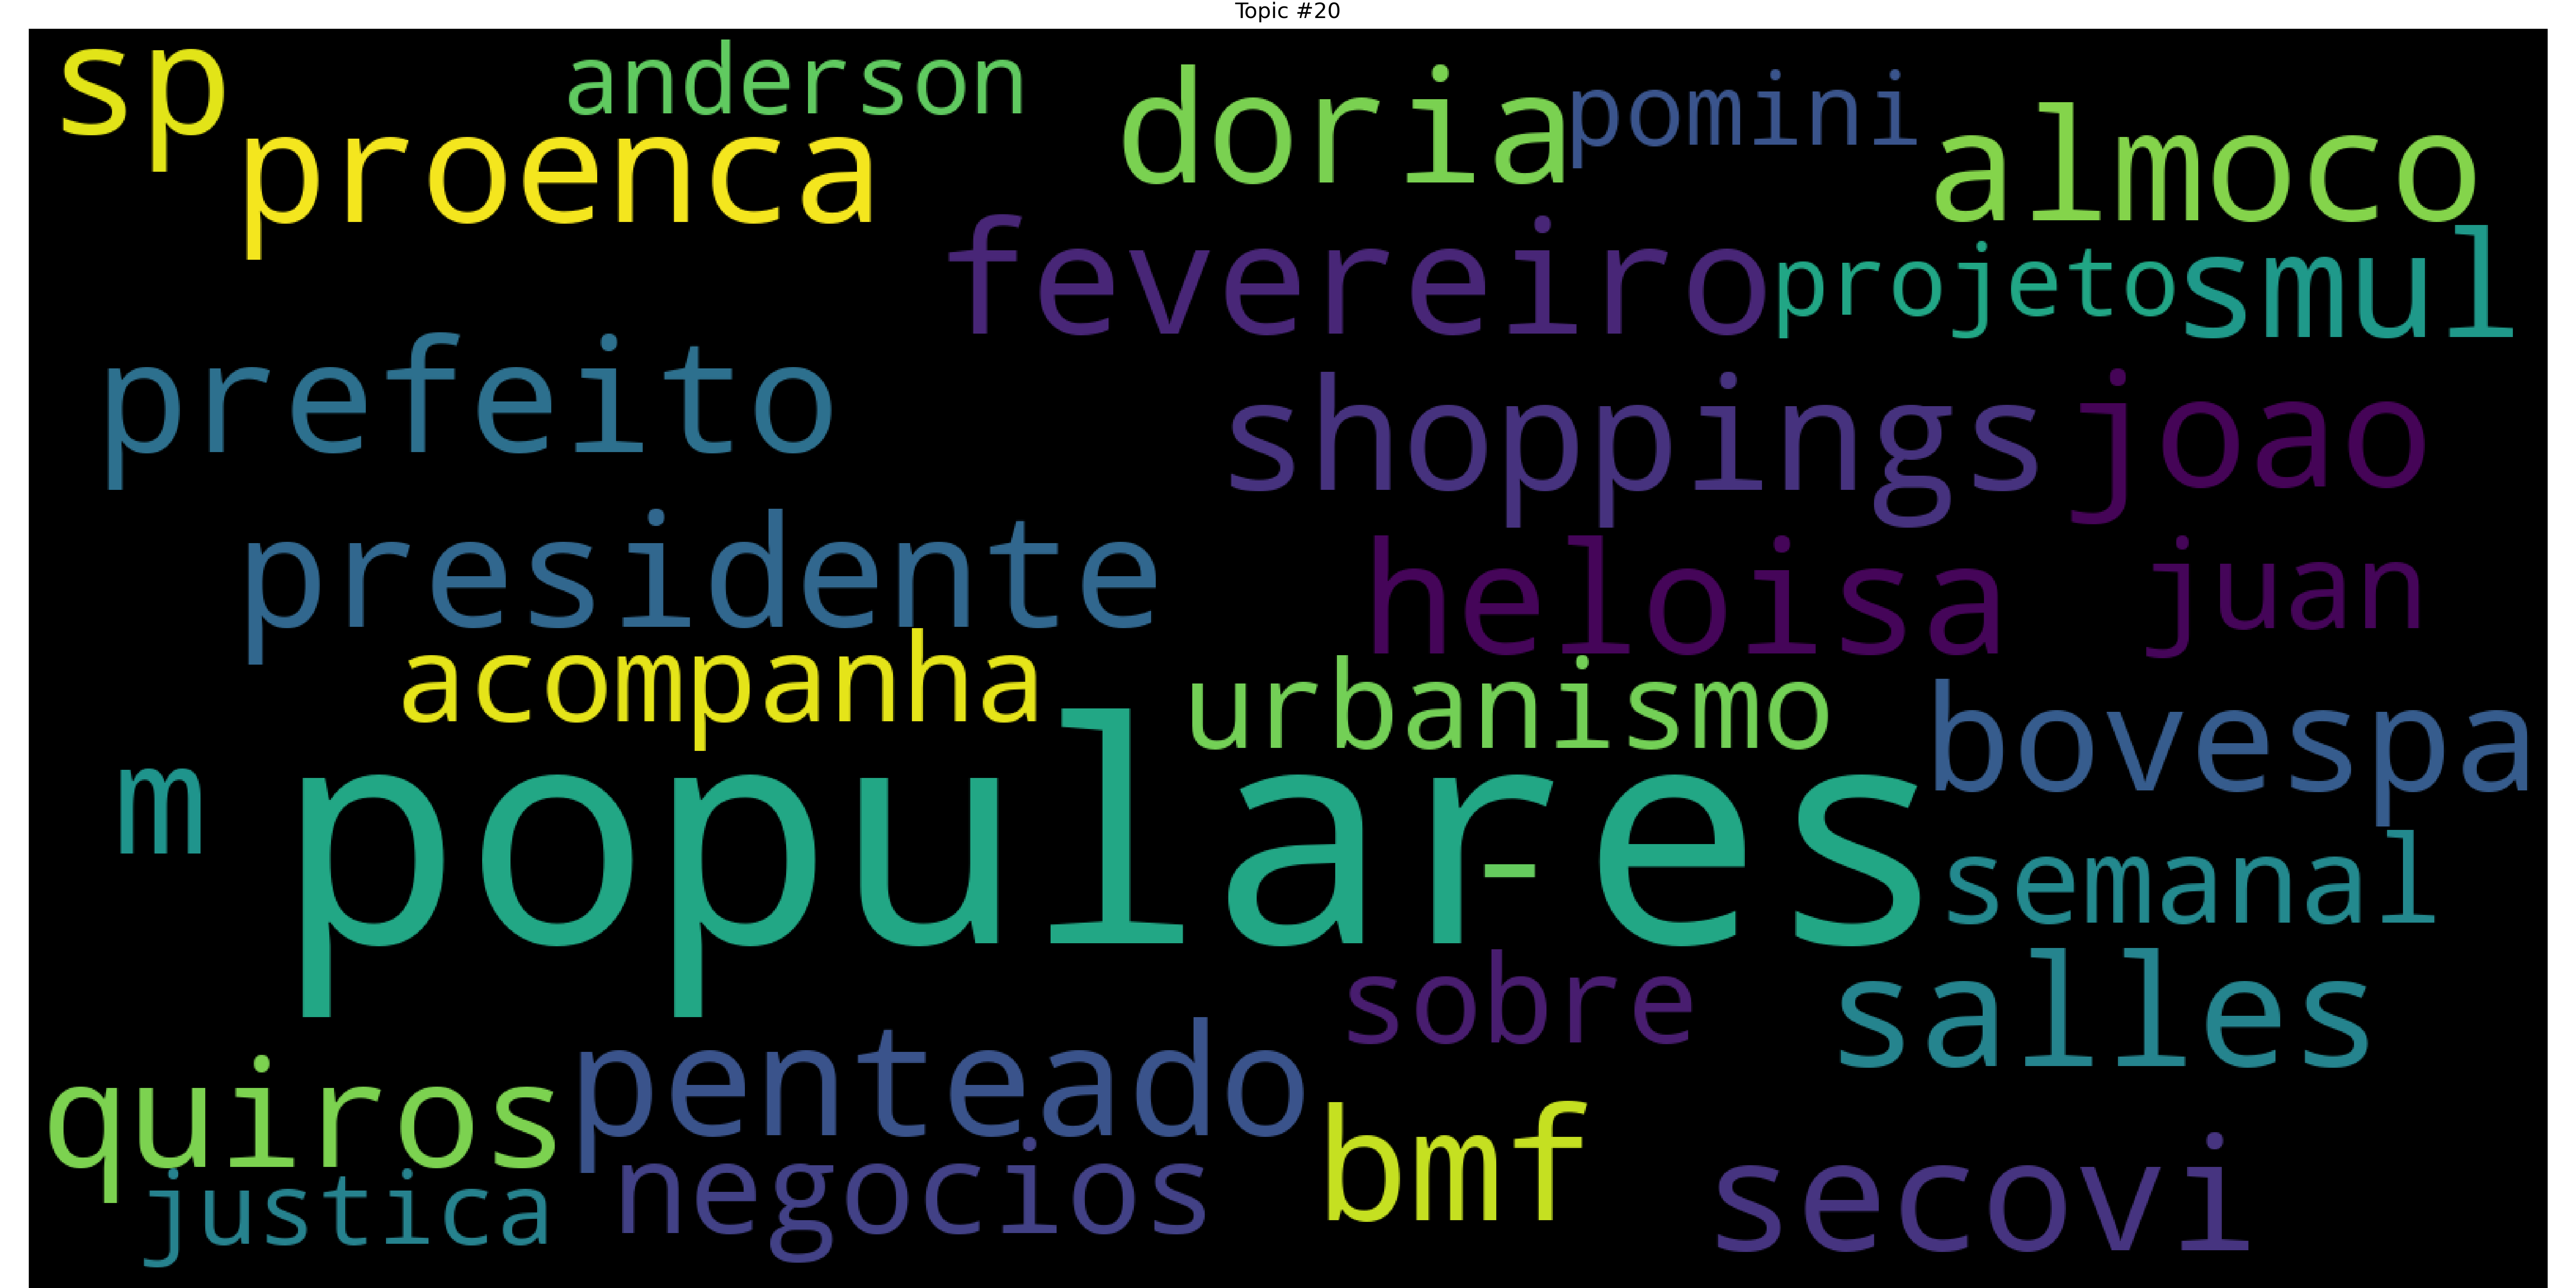 Topic #20
sp
anderson
doria
pomini
proenca
almoco
fevereiro
projeto
smul
prefeito
shoppings
joao
presidente
heloisa
juan
acompanha
urbanismo
bovespa
m
populares
-
semanal
sobre
salles
quiros
penteado
justica
negocios
bmf
secovi